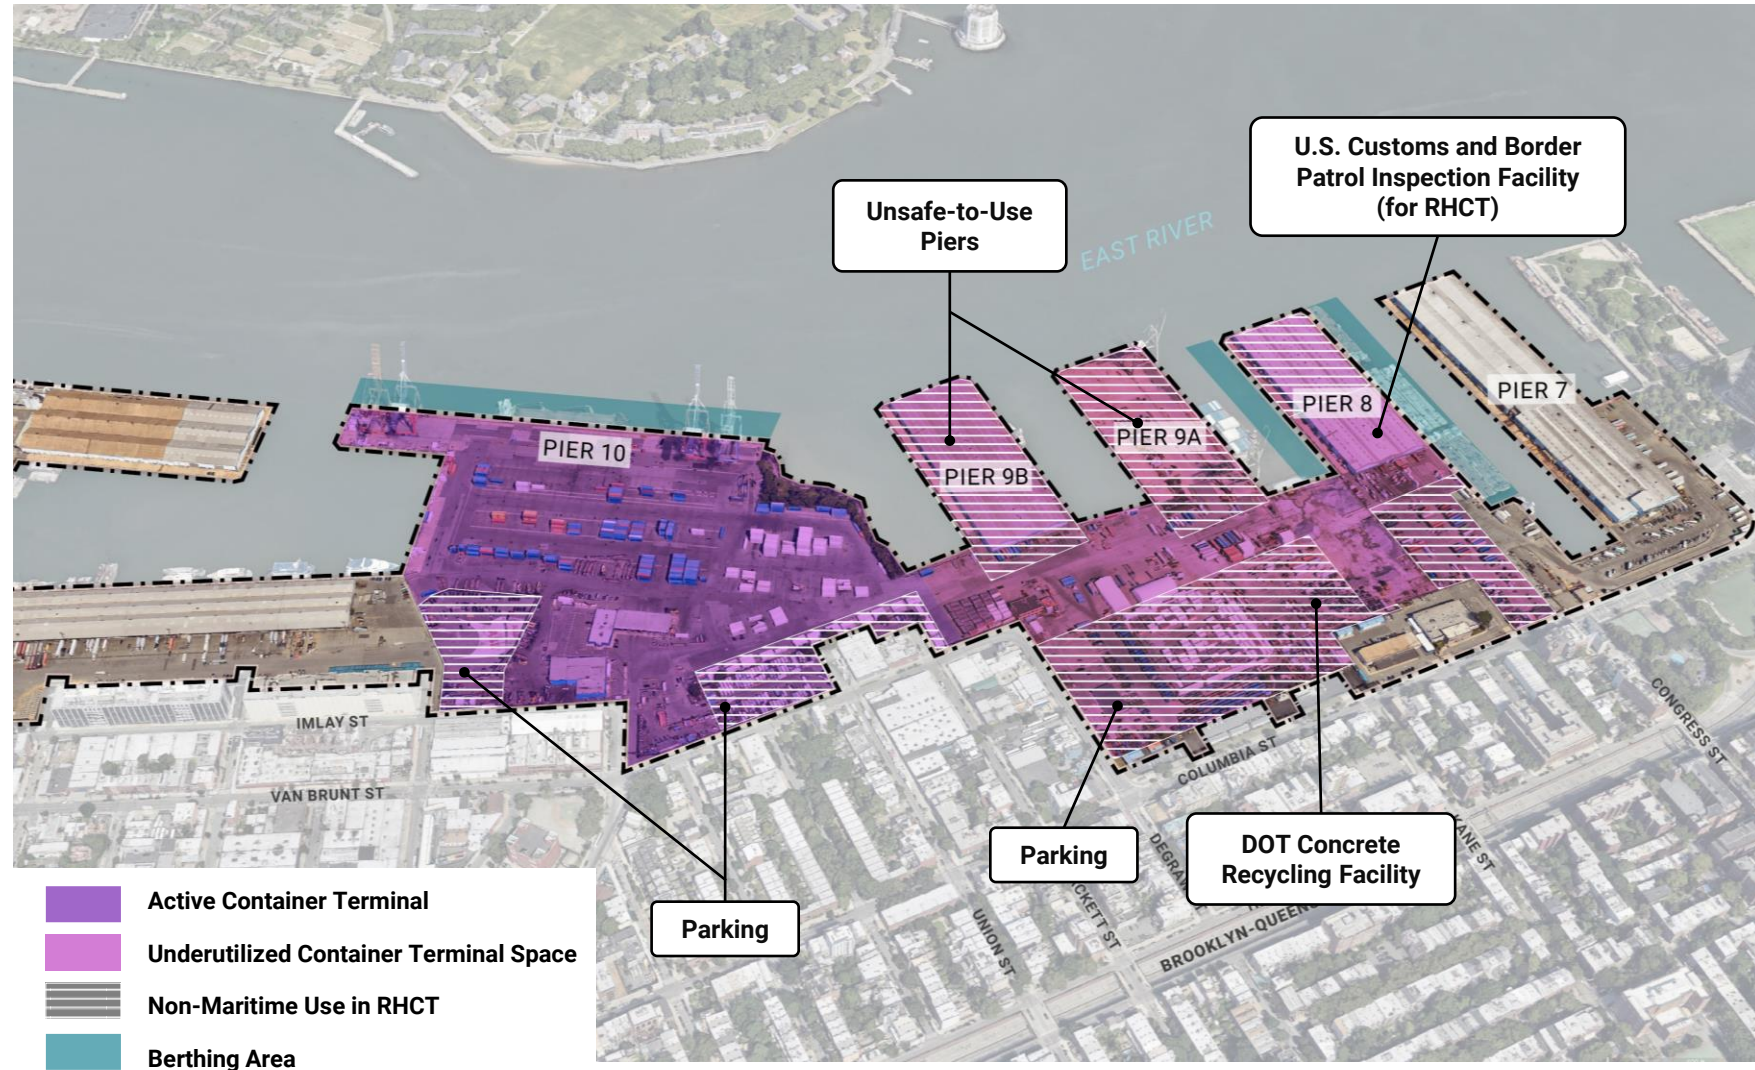 U.S. Customs and Border
Patrol Inspection Facility
(for RHCT)
Unsafe-to-Use
Piers
EAST RIVER
PIER 7
PIER 8
PIER 9A
PIER 9B
PIER 10
IMLAY ST
VAN BRUNT ST
COLUMBIA ST
CONGRESS ST
KANE ST
UNION ST
Parking
Parking
DOT Concrete
Recycling Facility
Active Container Terminal
Underutilized Container Terminal Space
Non-Maritime Use in RHCT
Berthing Area